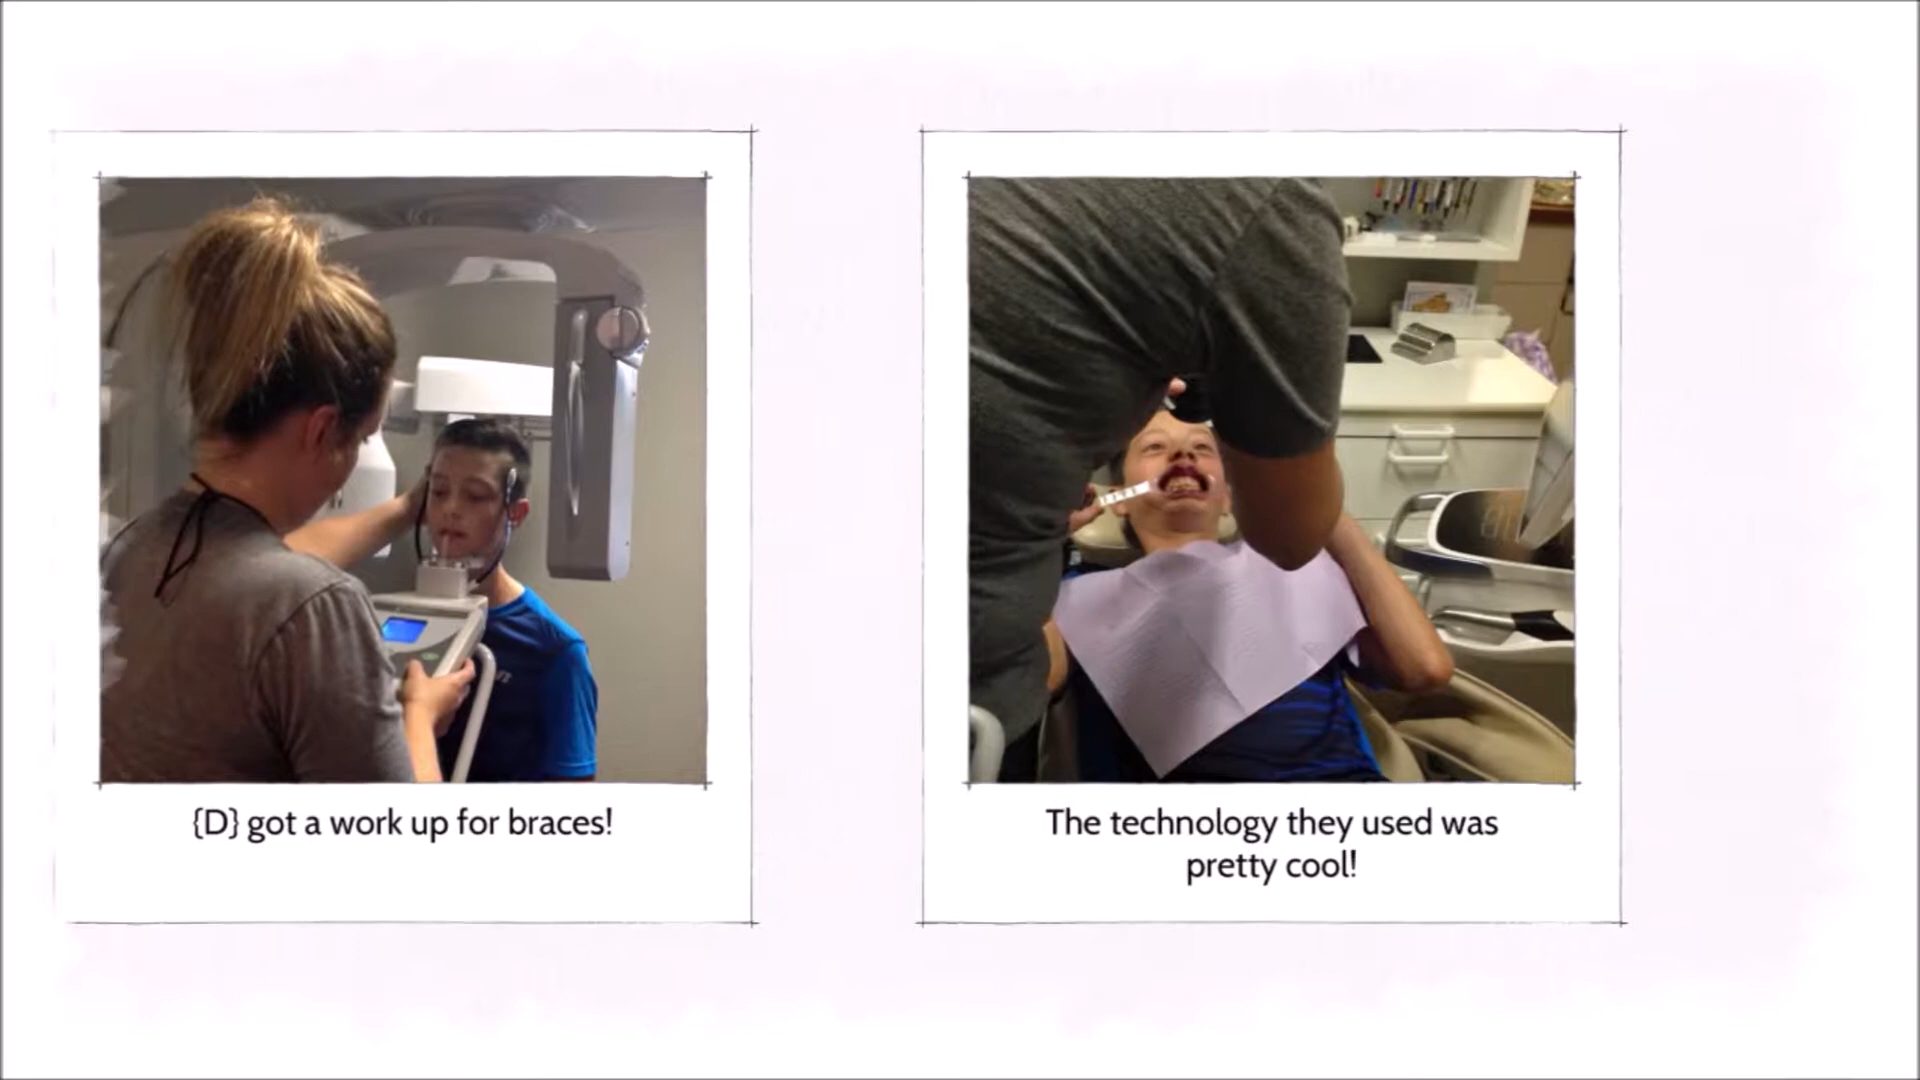 {D} got a work up for braces!
The technology they used was
pretty cool!